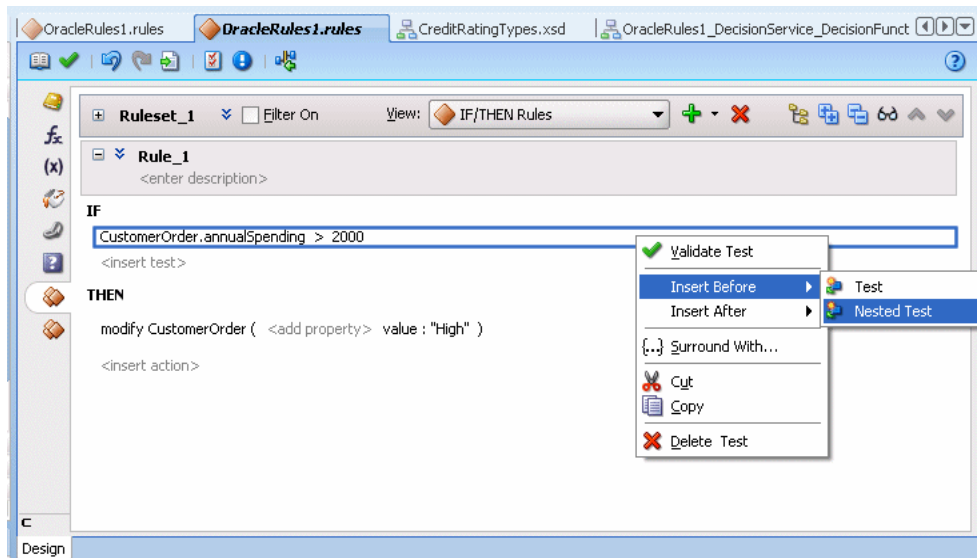 OracleRules1.rules
OracleRules1.rules
CreditRatingTypes.xsd
OracleRules1_DecisionService_DecisionFunct
Ruleset_1
Filter On
View:
IF/THEN Rules
fx
(x)
Rule_1
<enter description>
IF
CustomerOrder.annualSpending > 2000
<insert test>
THEN
modify CustomerOrder ( <add property> value : "High" )
<insert action>
Validate Test
Insert Before
Insert After
{...} Surround With...
Cut
Copy
Delete Test
Test
Nested Test
Design